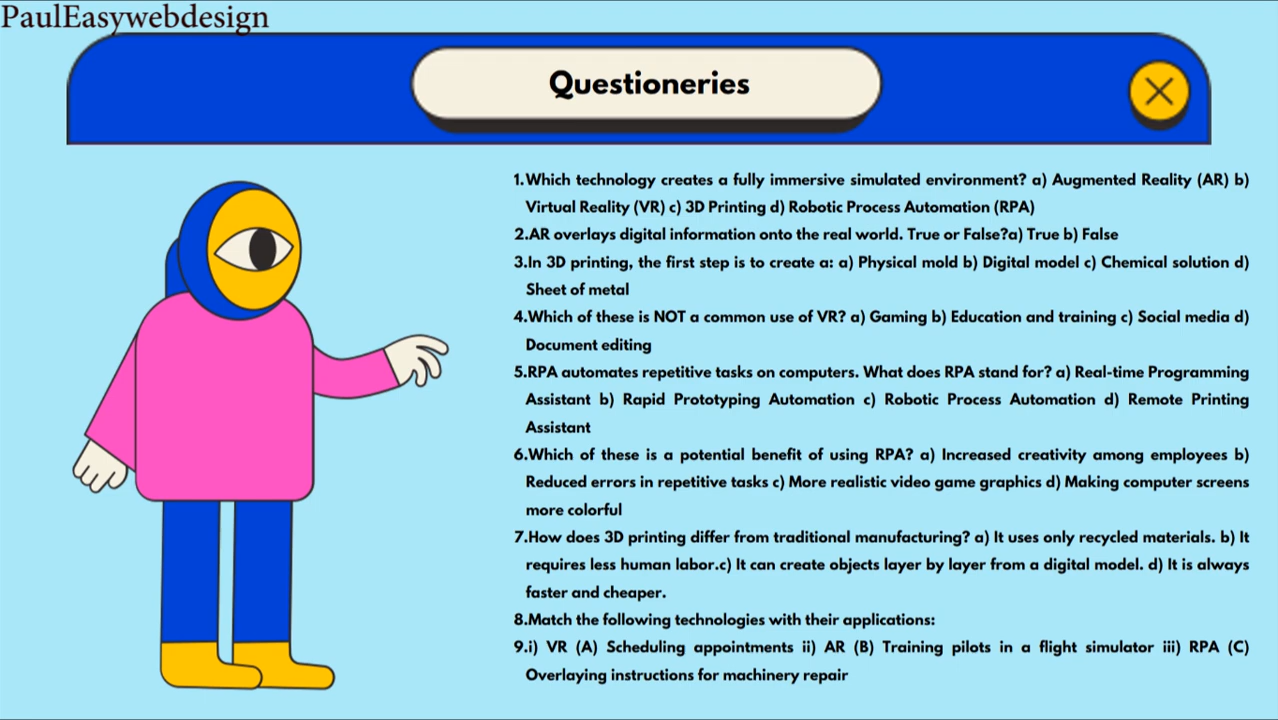 PaulEasywebdesign
Questioneries
1.Which technology creates a fully immersive simulated environment? a) Augmented Reality (AR) b)
Virtual Reality (VR) c) 3D Printing d) Robotic Process Automation (RPA)
2.AR overlays digital information onto the real world. True or False?a) True b) False
3.In 3D printing, the first step is to create a: a) Physical mold b) Digital model c) Chemical solution d)
Sheet of metal
4.Which of these is NOT a common use of VR? a) Gaming b) Education and training c) Social media d)
Document editing
5.RPA automates repetitive tasks on computers. What does RPA stand for? a) Real-time Programming
Assistant b) Rapid Prototyping Automation c) Robotic Process Automation d) Remote Printing
Assistant
6.Which of these is a potential benefit of using RPA? a) Increased creativity among employees b)
Reduced errors in repetitive tasks c) More realistic video game graphics d) Making computer screens
more colorful
7.How does 3D printing differ from traditional manufacturing? a) It uses only recycled materials. b) It
requires less human labor.c) It can create objects layer by layer from a digital model. d) It is always
faster and cheaper.
8.Match the following technologies with their applications:
9.i) VR (A) Scheduling appointments ii) AR (B) Training pilots in a flight simulator iii) RPA (C)
Overlaying instructions for machinery repair